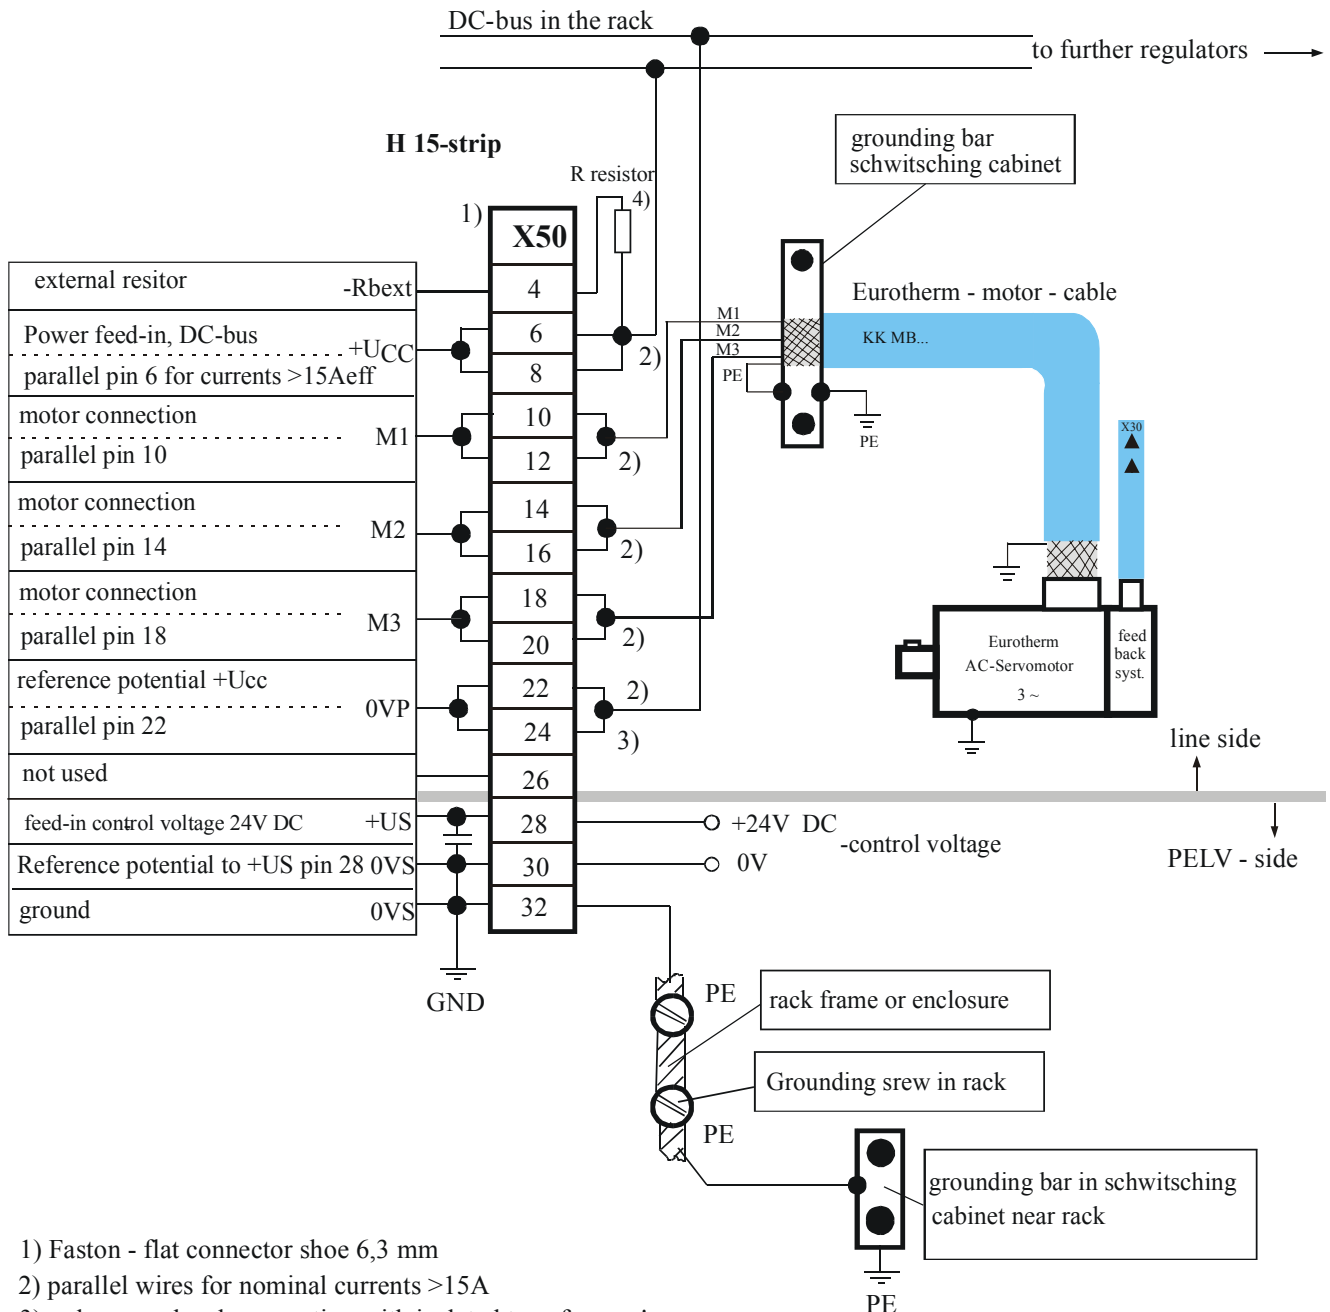 DC-bus in the rack
to further regulators
H 15-strip
grounding bar
schwitsching cabinet
R resistor
4)
1)
X50
external resitor
-Rbext
4
Power feed-in, DC-bus
+UCC
parallel pin 6 for currents >15Aeff
6
8
2)
motor connection
M1
parallel pin 10
10
12
2)
motor connection
M2
parallel pin 14
14
16
2)
motor connection
M3
parallel pin 18
18
20
2)
reference potential +Ucc
0VP
parallel pin 22
22
24
2)
3)
not used
26
feed-in control voltage 24V DC
+US
28
+24V DC
-control voltage
Reference potential to +US pin 28 0VS
30
0V
ground
0VS
32
GND
M1
M2
M3
PE
PE
Eurotherm - motor - cable
KK MB...
X30
Eurotherm
AC-Servomotor
3 ~
feed
back
syst.
line side
PELV - side
PE
rack frame or enclosure
Grounding srew in rack
PE
grounding bar in schwitsching
cabinet near rack
PE
1) Faston - flat connector shoe 6,3 mm
2) parallel wires for nominal currents >15A